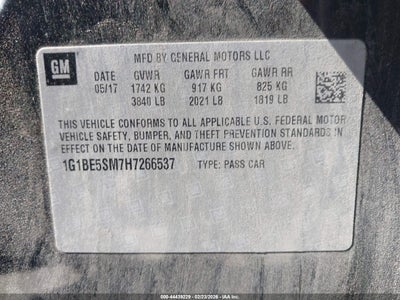 GM
MFD BY GENERAL MOTORS LLC
DATE GVWR GAWR FRT GAWR RR
05/17 1742 KG 917 KG 825 KG
3840 LB 2021 LB 1819 LB
THIS VEHICLE CONFORMS TO ALL APPLICABLE U.S. FEDERAL MOTOR
VEHICLE SAFETY, BUMPER, AND THEFT PREVENTION STANDARDS IN
EFFECT ON THE DATE OF MANUFACTURE SHOWN ABOVE.
1G1BE5SM7H7266537 TYPE: PASS CAR
000-44439229 - 02/23/2026 - IAA, LLC